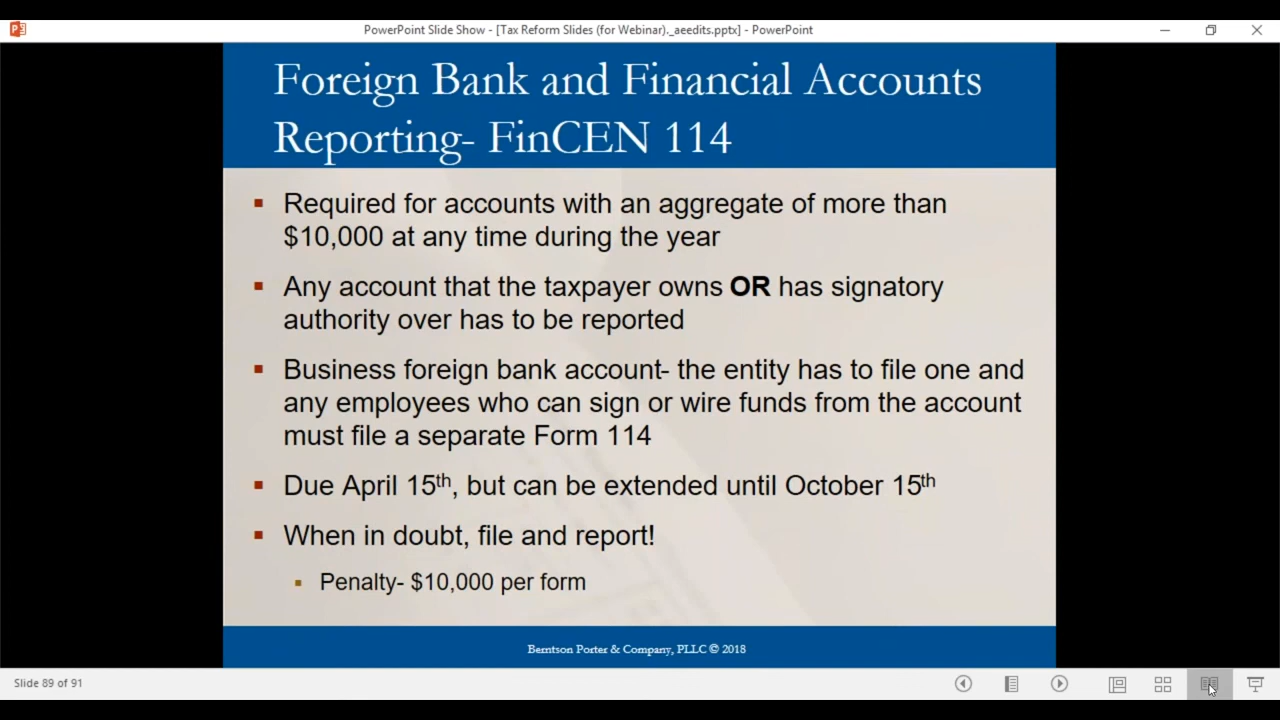 PowerPoint Slide Show - [Tax Reform Slides (for Webinar)._aeedits.pptx] - PowerPoint
Foreign Bank and Financial Accounts
Reporting- FinCEN 114
▪ Required for accounts with an aggregate of more than
$10,000 at any time during the year
▪ Any account that the taxpayer owns OR has signatory
authority over has to be reported
▪ Business foreign bank account- the entity has to file one and
any employees who can sign or wire funds from the account
must file a separate Form 114
▪ Due April 15th, but can be extended until October 15th
▪ When in doubt, file and report!
▪ Penalty- $10,000 per form
Berntson Porter & Company, PLLC © 2018
Slide 89 of 91